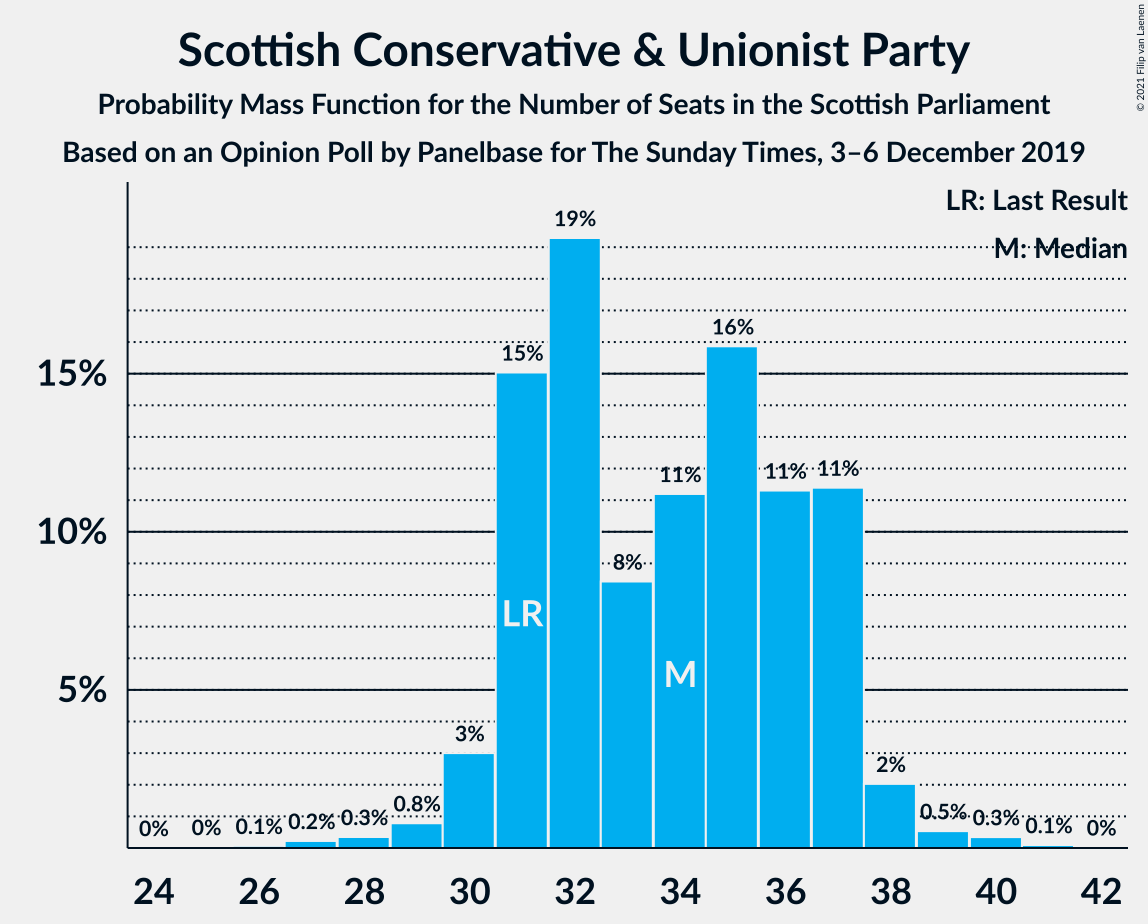 Scottish Conservative & Unionist Party
Probability Mass Function for the Number of Seats in the Scottish Parliament
Based on an Opinion Poll by Panelbase for The Sunday Times, 3–6 December 2019
© 2021 Filip van Laenen
LR: Last Result
M: Median
15%
10%
5%
0%
0%
0.1%
0.2%
0.3%
0.8%
3%
15%
19%
8%
11%
16%
11%
11%
2%
0.5%
0.3%
0.1%
0%
LR
M
24 26 28 30 32 34 36 38 40 42